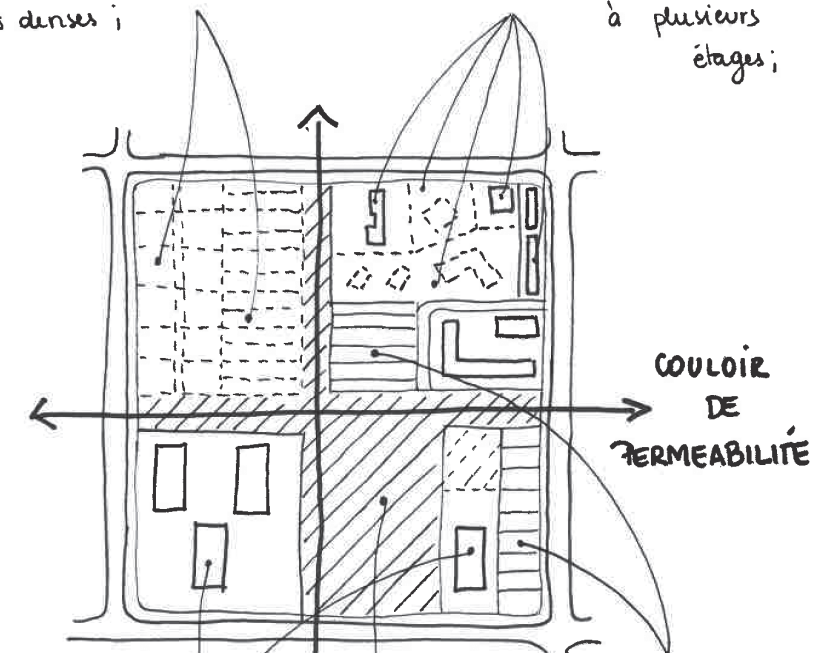 s denses ;
à plusieurs
étages ;
COULOIR
DE
PERMEABILITÉ